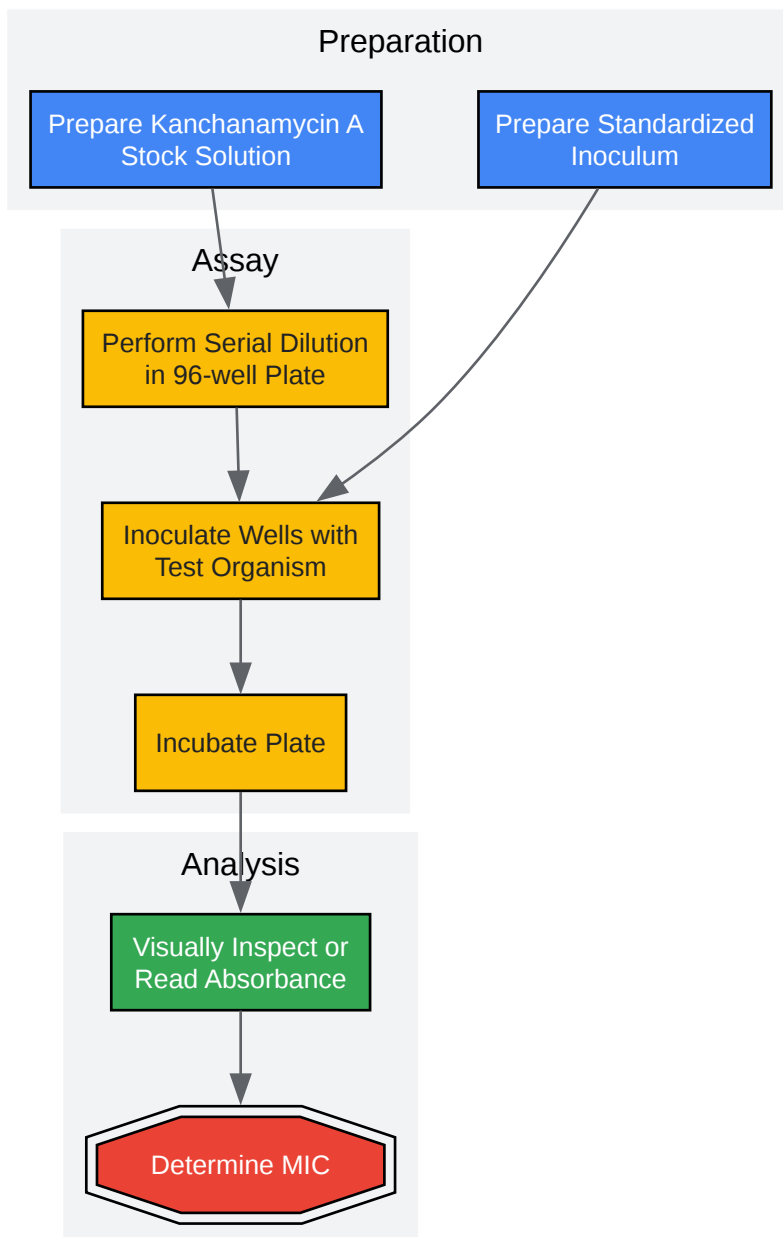 Preparation
Prepare Kanchanamycin A
Stock Solution
Prepare Standardized
Inoculum
Assay
Perform Serial Dilution
in 96-well Plate
Inoculate Wells with
Test Organism
Incubate Plate
Analysis
Visually Inspect or
Read Absorbance
Determine MIC